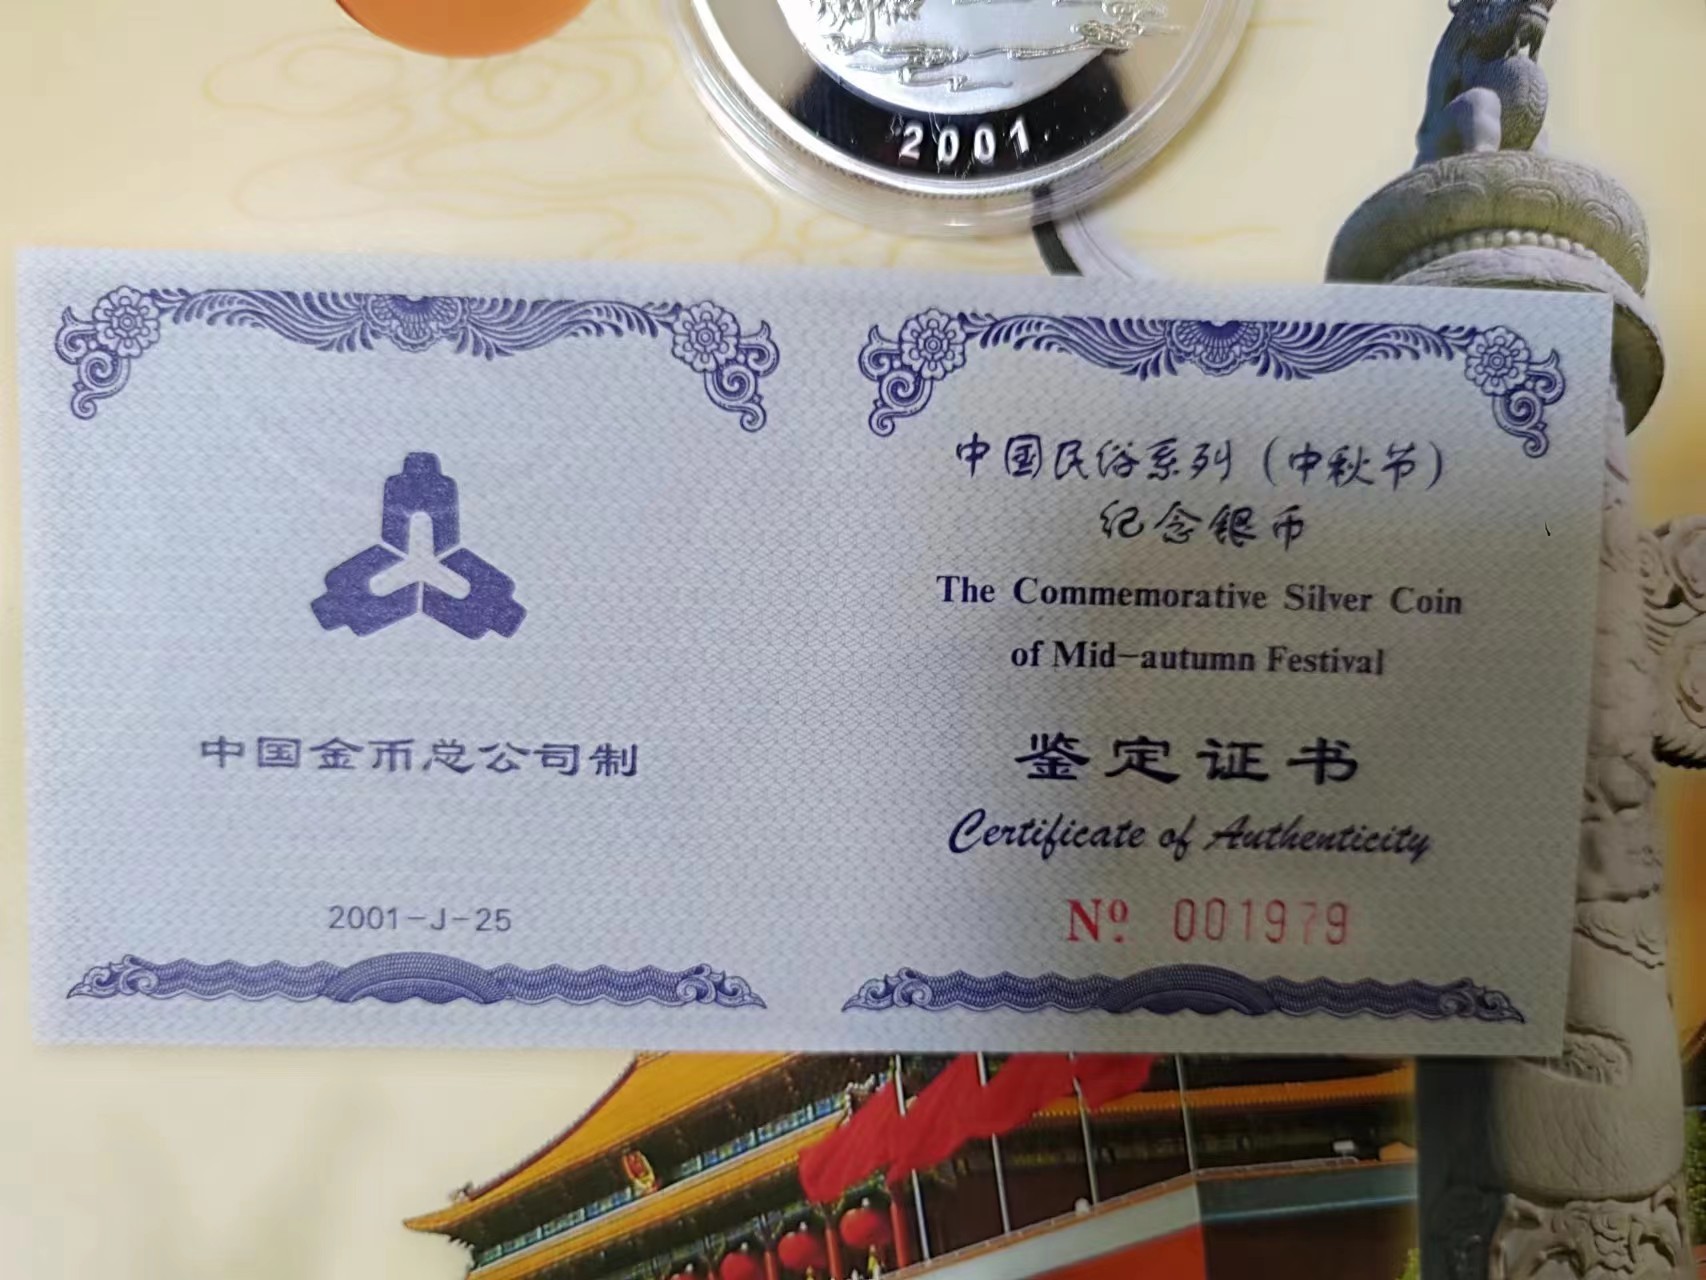 2001
中国金币总公司制
2001-J-25
中国民俗系列（中秋节）
纪念银币
The Commemorative Silver Coin
of Mid-autumn Festival
鉴定证书
Certificate of Authenticity
Nº 001979